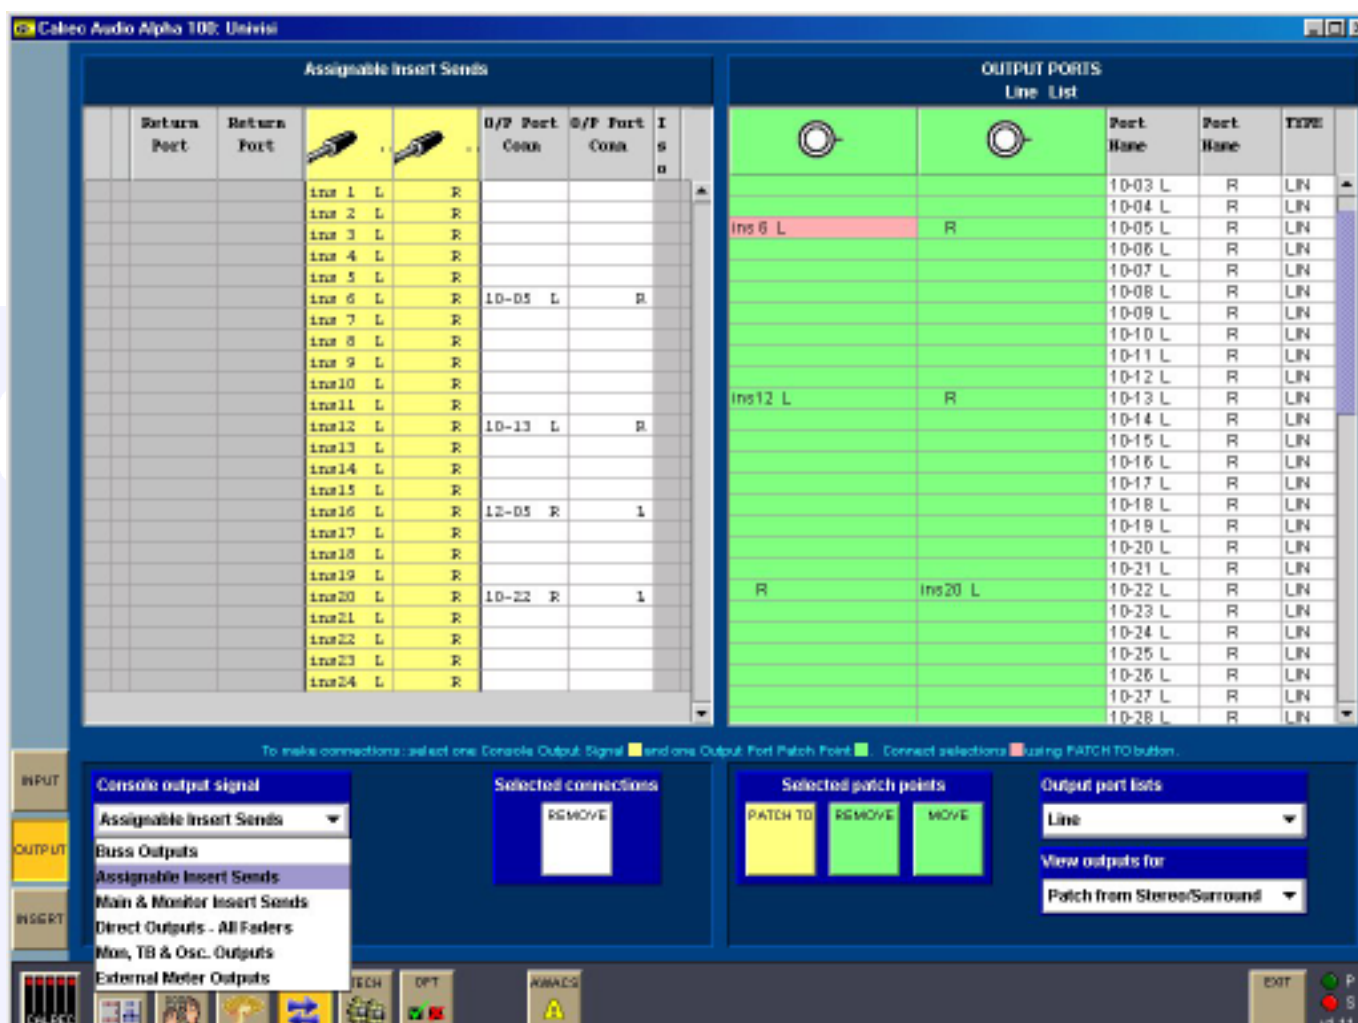 Calrec Audio Alpha 100: Univisi
Assignable Insert Sends
Return Port Return Port O/P Port Conn O/P Port Conn Iso
ins 1 L R
ins 2 L R
ins 3 L R
ins 4 L R
ins 5 L R
ins 6 L R 10-05 L R
ins 7 L R
ins 8 L R
ins 9 L R
ins10 L R
ins11 L R
ins12 L R 10-13 L R
ins13 L R
ins14 L R
ins15 L R
ins16 L R 12-05 R l
ins17 L R
ins18 L R
ins19 L R
ins20 L R 10-22 R l
ins21 L R
ins22 L R
ins23 L R
ins24 L R
OUTPUT PORTS
Line List
Port Name Port Name TYPE
10-03 L R LIN
10-04 L R LIN
ins 6 L R 10-05 L R LIN
10-06 L R LIN
10-07 L R LIN
10-08 L R LIN
10-09 L R LIN
10-10 L R LIN
10-11 L R LIN
10-12 L R LIN
ins12 L R 10-13 L R LIN
10-14 L R LIN
10-15 L R LIN
10-16 L R LIN
10-17 L R LIN
10-18 L R LIN
10-19 L R LIN
10-20 L R LIN
10-21 L R LIN
R ins20 L 10-22 L R LIN
10-23 L R LIN
10-24 L R LIN
10-25 L R LIN
10-26 L R LIN
10-27 L R LIN
10-28 L R LIN
To make connections: select one Console Output Signal and one Output Port Patch Point . Connect selections using PATCH TO button.
INPUT
OUTPUT
INSERT
Console output signal
Assignable Insert Sends
Buss Outputs
Assignable Insert Sends
Main & Monitor Insert Sends
Direct Outputs - All Faders
Mon, TB & Osc. Outputs
External Meter Outputs
Selected connections
REMOVE
Selected patch points
PATCH TO REMOVE MOVE
Output port lists
Line
View outputs for
Patch from Stereo/Surround
CALREC TECH OPT AWACS EXIT P
S